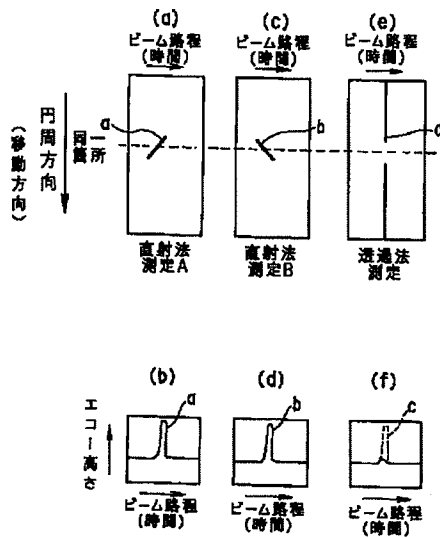 (a)
ビーム路程
(時間)
(c)
ビーム路程
(時間)
(e)
ビーム路程
(時間)
円周方向
(移動方向)
同一箇所
a
b
c
直射法
測定A
直射法
測定B
透過法
測定
(b)
(d)
(f)
エコー高さ
a
b
c
ビーム路程
(時間)
ビーム路程
(時間)
ビーム路程
(時間)